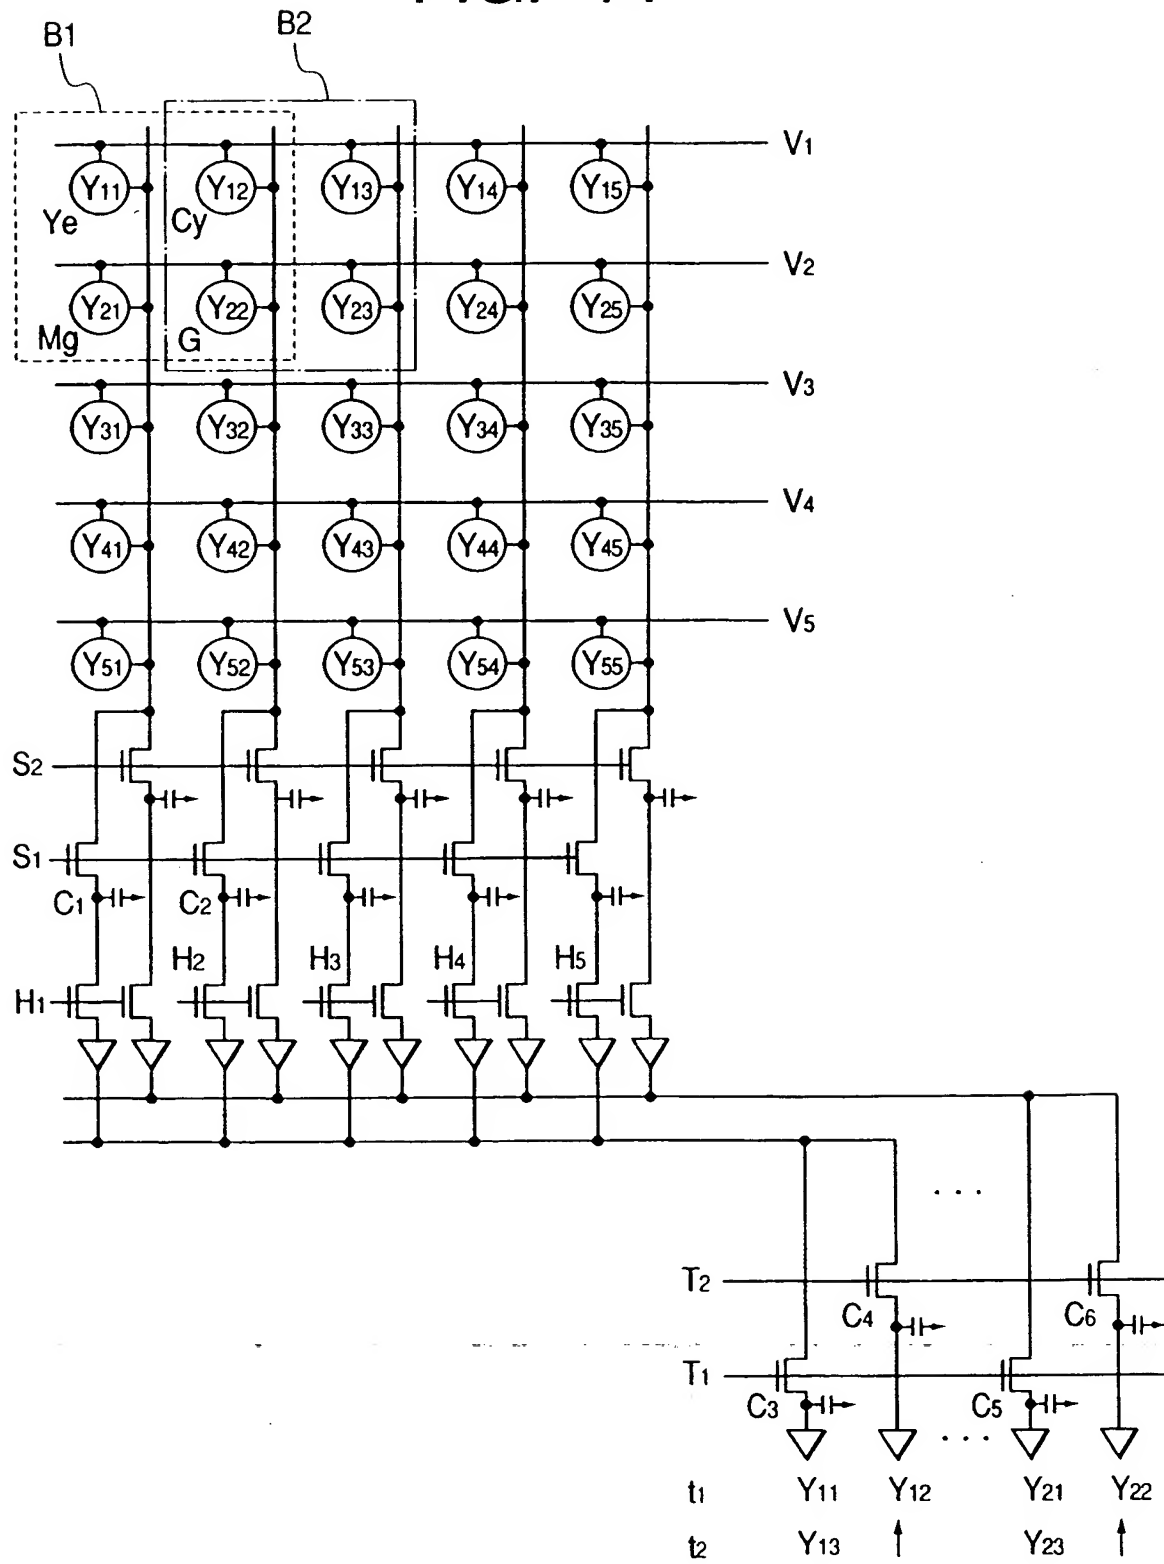 B1 B2
V1
Y11 Y12 Y13 Y14 Y15
Ye Cy
V2
Y21 Y22 Y23 Y24 Y25
Mg G
V3
Y31 Y32 Y33 Y34 Y35
V4
Y41 Y42 Y43 Y44 Y45
V5
Y51 Y52 Y53 Y54 Y55
S2
S1
C1 C2
H2 H3 H4 H5
H1
...
T2
C4 C6
T1
C3 C5
...
t1 Y11 Y12 Y21 Y22
t2 Y13 Y23